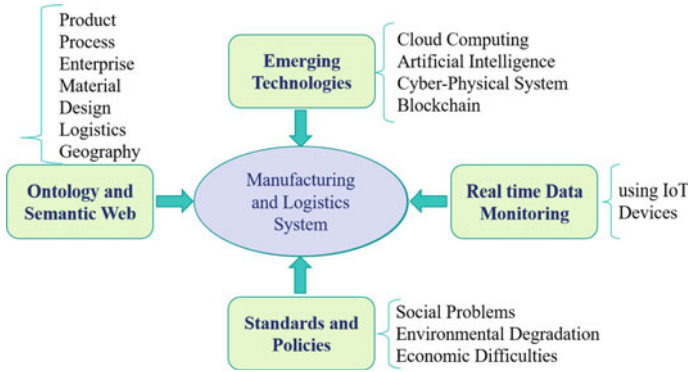 Product
Process
Enterprise
Material
Design
Logistics
Geography
Ontology and
Semantic Web
Emerging
Technologies
Cloud Computing
Artificial Intelligence
Cyber-Physical System
Blockchain
Manufacturing
and Logistics
System
Real time Data
Monitoring
using IoT
Devices
Standards and
Policies
Social Problems
Environmental Degradation
Economic Difficulties